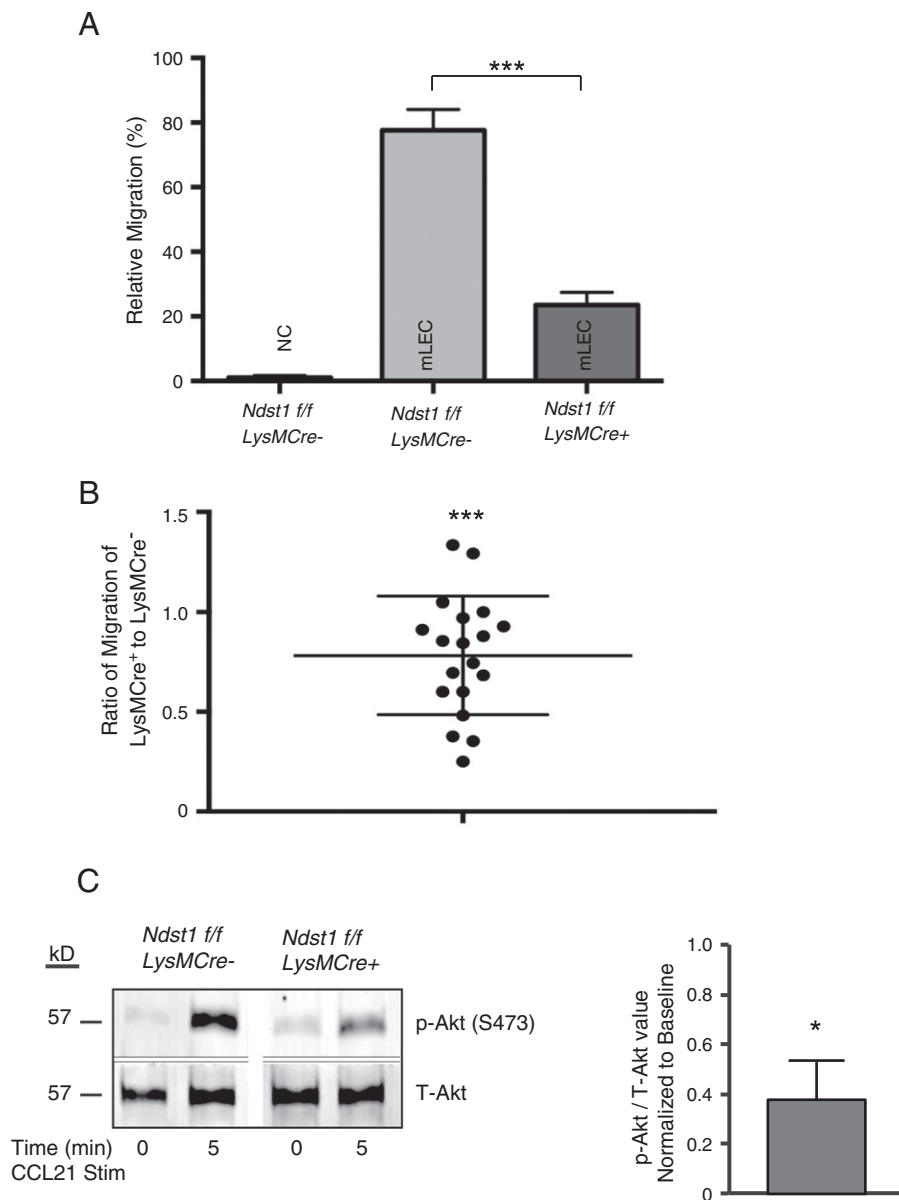 A
100
80
60
40
20
0
Relative Migration (%)
***
NC
mLEC
mLEC
Ndst1 f/f
LysMCre-
Ndst1 f/f
LysMCre-
Ndst1 f/f
LysMCre+
B
1.5
1.0
0.5
0
Ratio of Migration of
LysMCre⁺ to LysMCre⁻
***
C
kD
Ndst1 f/f
LysMCre-
Ndst1 f/f
LysMCre+
57
p-Akt (S473)
57
T-Akt
Time (min) 0 5 0 5
CCL21 Stim
1.0
0.8
0.6
0.4
0.2
0
p-Akt / T-Akt value
Normalized to Baseline
*